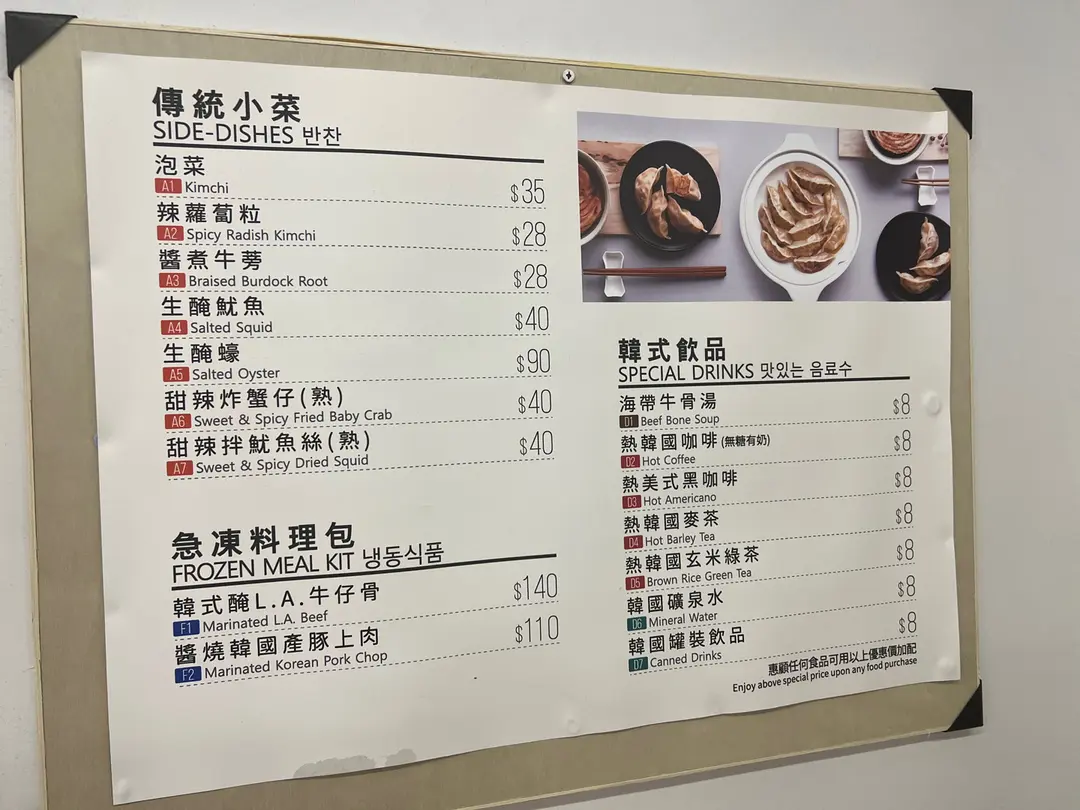 傳統小菜
SIDE-DISHES 반찬
泡菜
A1 Kimchi $35
辣蘿蔔粒
A2 Spicy Radish Kimchi $28
醬煮牛蒡
A3 Braised Burdock Root $28
生醃魷魚
A4 Salted Squid $40
生醃蠔
A5 Salted Oyster $90
甜辣炸蟹仔(熟)
A6 Sweet & Spicy Fried Baby Crab $40
甜辣拌魷魚絲(熟)
A7 Sweet & Spicy Dried Squid $40
急凍料理包
FROZEN MEAL KIT 냉동식품
韓式醃L.A.牛仔骨
F1 Marinated L.A. Beef $140
醬燒韓國產豚上肉
F2 Marinated Korean Pork Chop $110
韓式飲品
SPECIAL DRINKS 맛있는 음료수
海帶牛骨湯
D1 Beef Bone Soup $8
熱韓國咖啡(無糖有奶)
D2 Hot Coffee $8
熱美式黑咖啡
D3 Hot Americano $8
熱韓國麥茶
D4 Hot Barley Tea $8
熱韓國玄米綠茶
D5 Brown Rice Green Tea $8
韓國礦泉水
D6 Mineral Water $8
韓國罐裝飲品
D7 Canned Drinks $8
惠顧任何食品可用以上優惠價加配
Enjoy above special price upon any food purchase